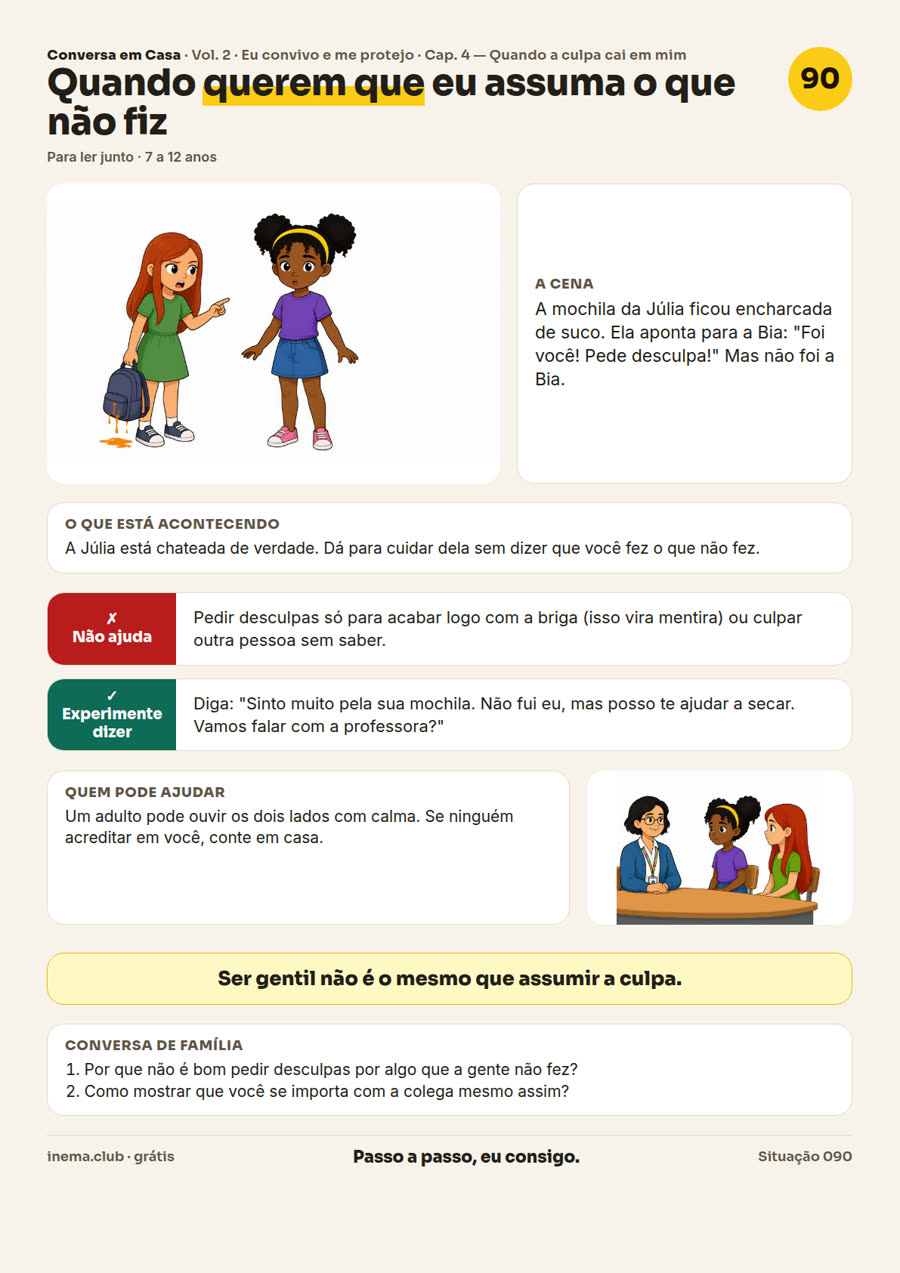 Conversa em Casa · Vol. 2 · Eu convivo e me protejo · Cap. 4 — Quando a culpa cai em mim
Quando querem que eu assuma o que
não fiz
90
Para ler junto · 7 a 12 anos
A CENA
A mochila da Júlia ficou encharcada
de suco. Ela aponta para a Bia: "Foi
você! Pede desculpa!" Mas não foi a
Bia.
O QUE ESTÁ ACONTECENDO
A Júlia está chateada de verdade. Dá para cuidar dela sem dizer que você fez o que não fez.
✗
Não ajuda
Pedir desculpas só para acabar logo com a briga (isso vira mentira) ou culpar
outra pessoa sem saber.
✓
Experimente
dizer
Diga: "Sinto muito pela sua mochila. Não fui eu, mas posso te ajudar a secar.
Vamos falar com a professora?"
QUEM PODE AJUDAR
Um adulto pode ouvir os dois lados com calma. Se ninguém
acreditar em você, conte em casa.
Ser gentil não é o mesmo que assumir a culpa.
CONVERSA DE FAMÍLIA
1. Por que não é bom pedir desculpas por algo que a gente não fez?
2. Como mostrar que você se importa com a colega mesmo assim?
inema.club · grátis
Passo a passo, eu consigo.
Situação 090